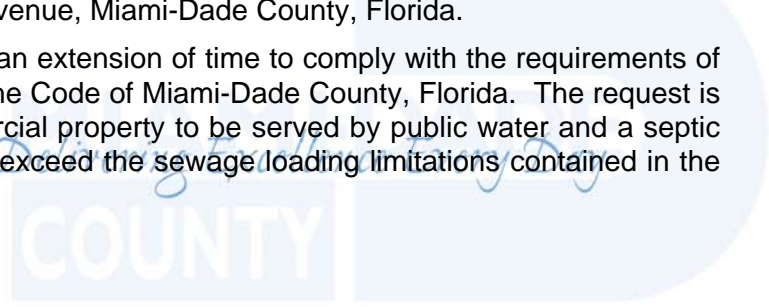 venue, Miami-Dade County, Florida.
an extension of time to comply with the requirements of
he Code of Miami-Dade County, Florida. The request is
rcial property to be served by public water and a septic
exceed the sewage loading limitations contained in the
Delivering Excellence Every Day
COUNTY